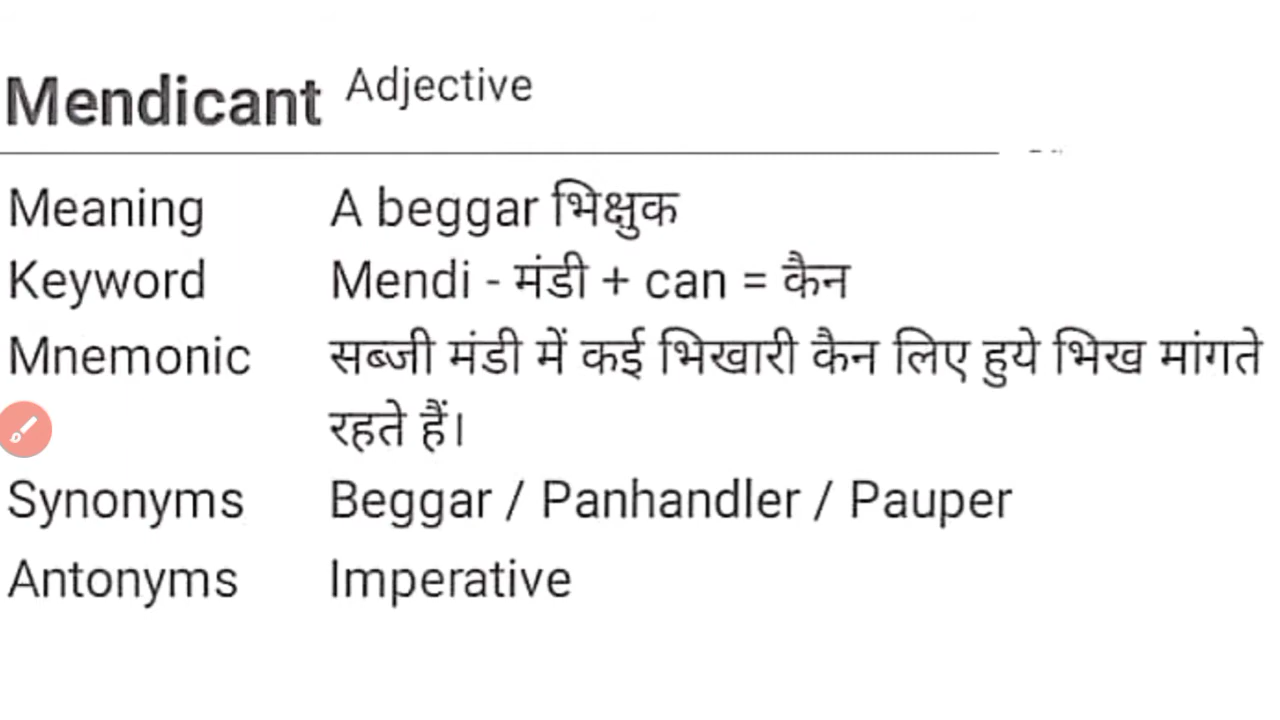 Mendicant Adjective
Meaning A beggar भिक्षुक
Keyword Mendi - मंडी + can = कैन
Mnemonic सब्जी मंडी में कई भिखारी कैन लिए हुये भिख मांगते
रहते हैं।
Synonyms Beggar / Panhandler / Pauper
Antonyms Imperative